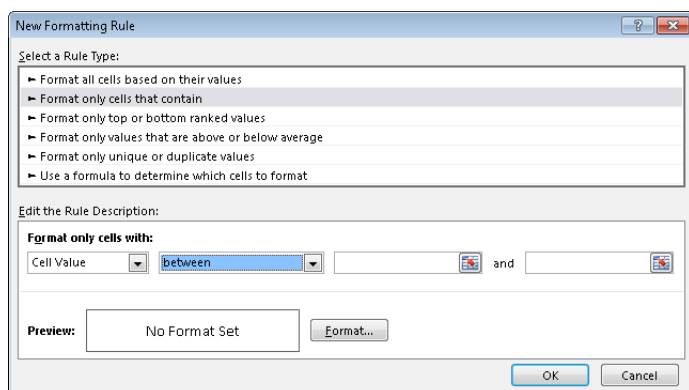 New Formatting Rule
Select a Rule Type:
► Format all cells based on their values
► Format only cells that contain
► Format only top or bottom ranked values
► Format only values that are above or below average
► Format only unique or duplicate values
► Use a formula to determine which cells to format
Edit the Rule Description:
Format only cells with:
Cell Value between and
Preview: No Format Set Format...
OK Cancel